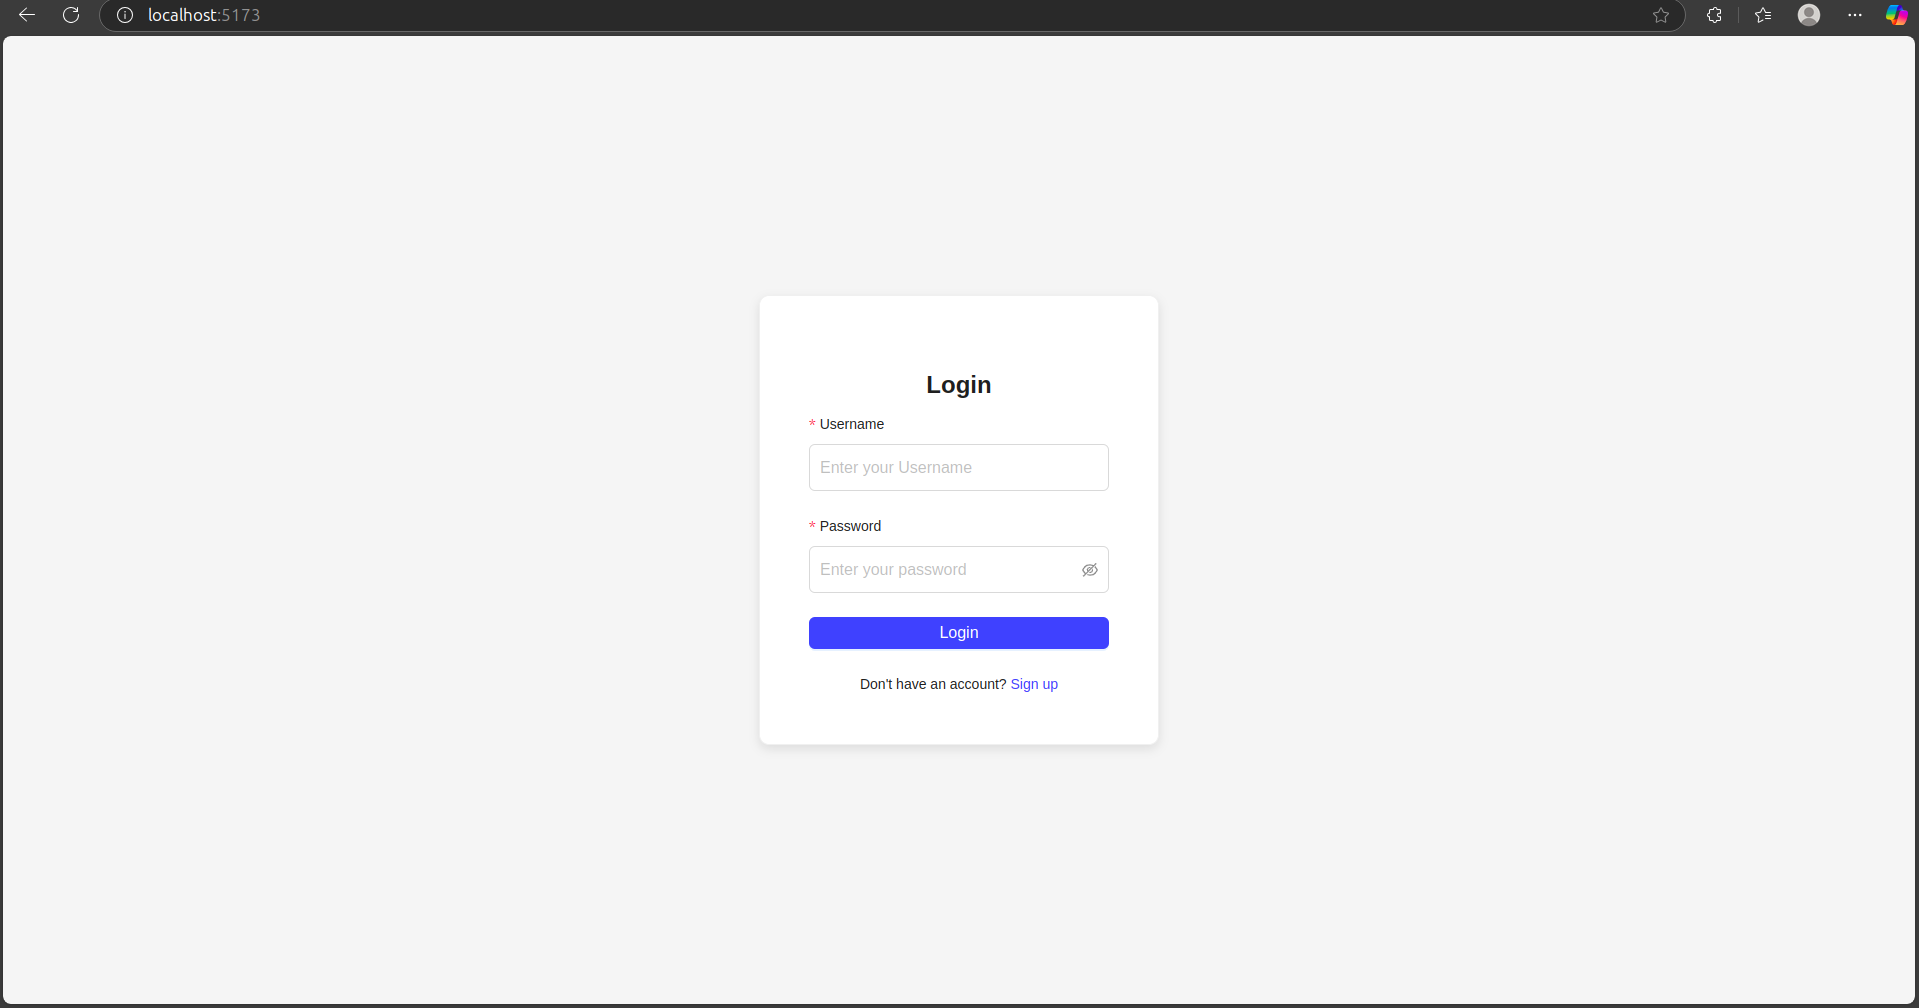 localhost:5173
Login
* Username
Enter your Username
* Password
Enter your password
Login
Don't have an account? Sign up